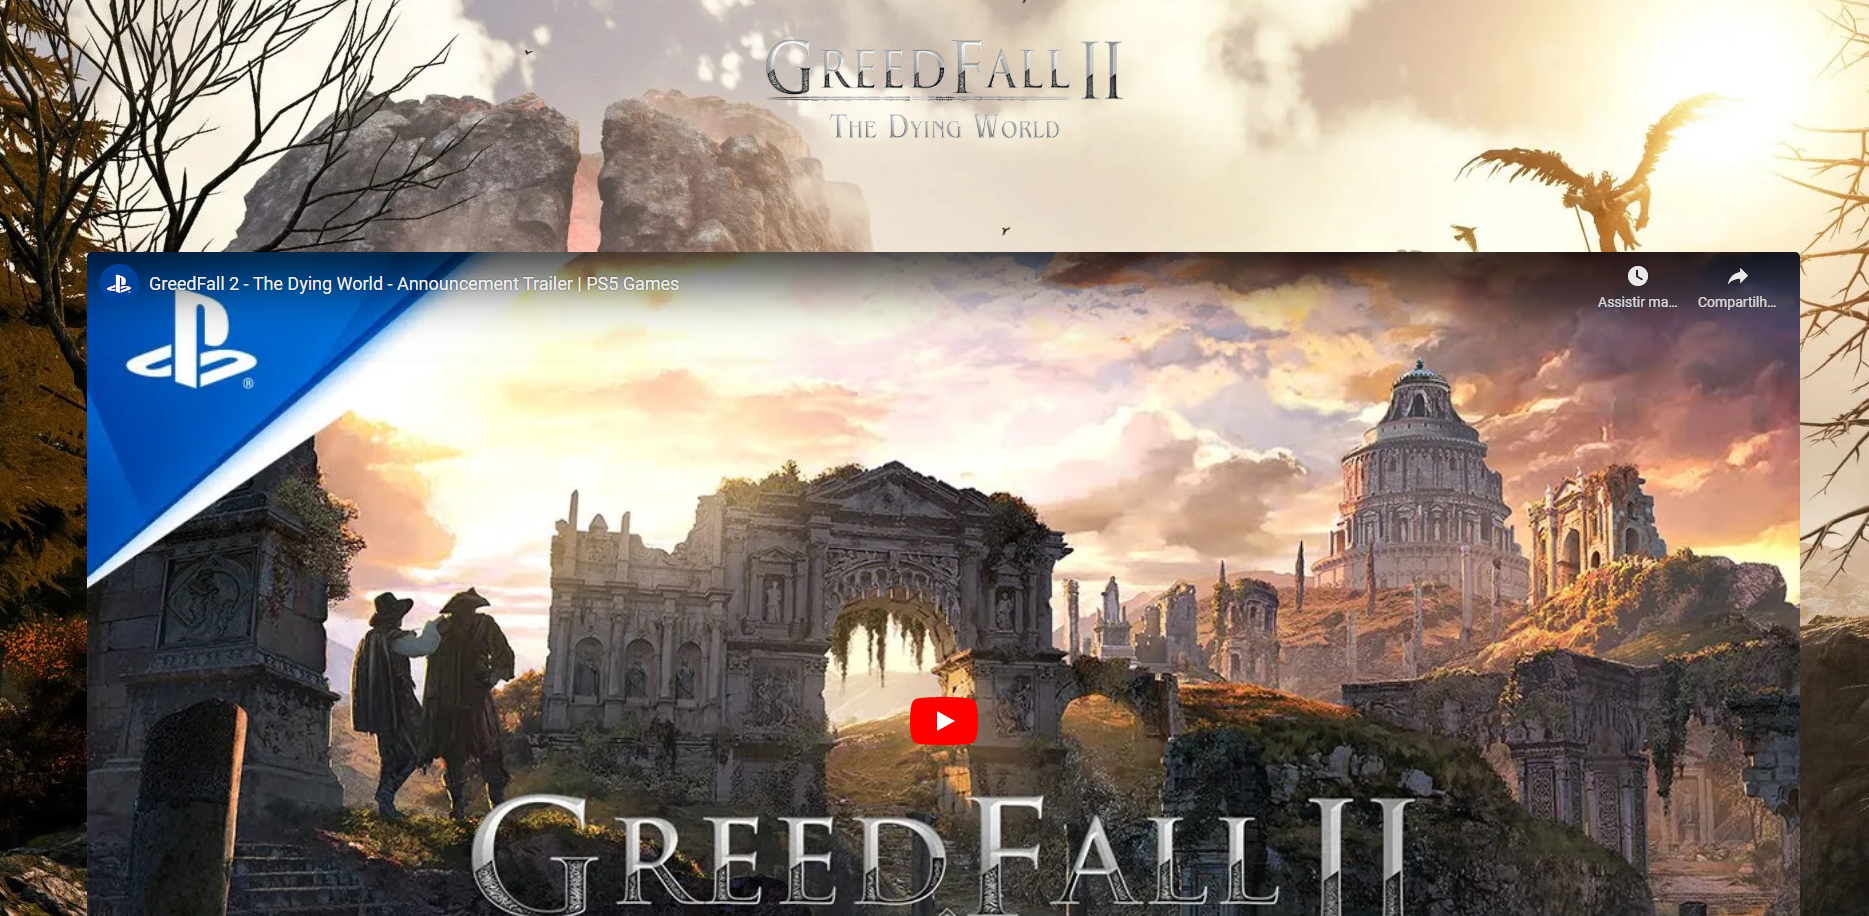 GREEDFALL II
THE DYING WORLD
GreedFall 2 - The Dying World - Announcement Trailer | PS5 Games
Assistir ma...
Compartilh...
®
GREEDFALL II